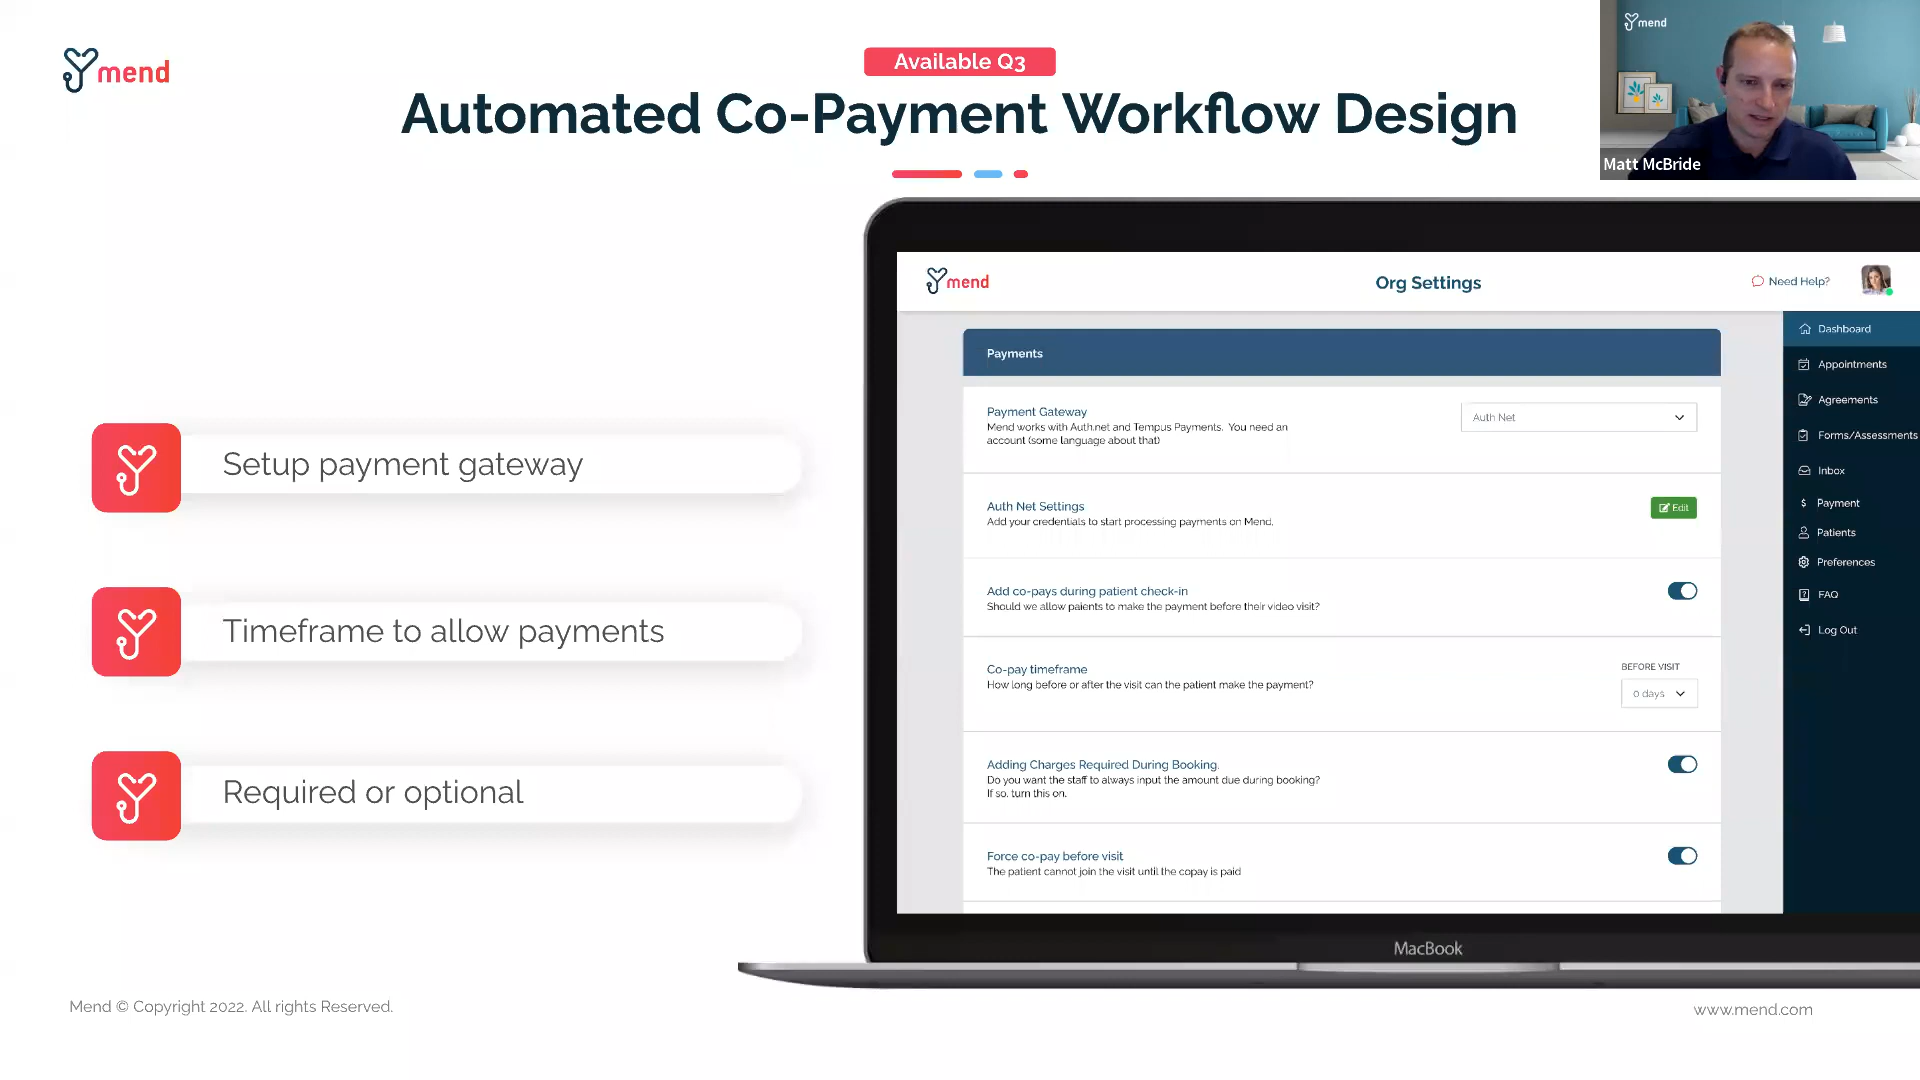 mend
Available Q3
Automated Co-Payment Workflow Design
mend
Matt McBride
Setup payment gateway
Timeframe to allow payments
Required or optional
mend
Org Settings
Need Help?
Payments
Payment Gateway
Mend works with Auth.net and Tempus Payments. You need an
account (some language about that)
Auth Net
Auth Net Settings
Add your credentials to start processing payments on Mend.
Edit
Add co-pays during patient check-in
Should we allow paients to make the payment before their video visit?
Co-pay timeframe
How long before or after the visit can the patient make the payment?
BEFORE VISIT
0 days
Adding Charges Required During Booking.
Do you want the staff to always input the amount due during booking?
If so, turn this on.
Force co-pay before visit
The patient cannot join the visit until the copay is paid
Dashboard
Appointments
Agreements
Forms/Assessments
Inbox
$ Payment
Patients
Preferences
FAQ
Log Out
MacBook
Mend © Copyright 2022. All rights Reserved.
www.mend.com